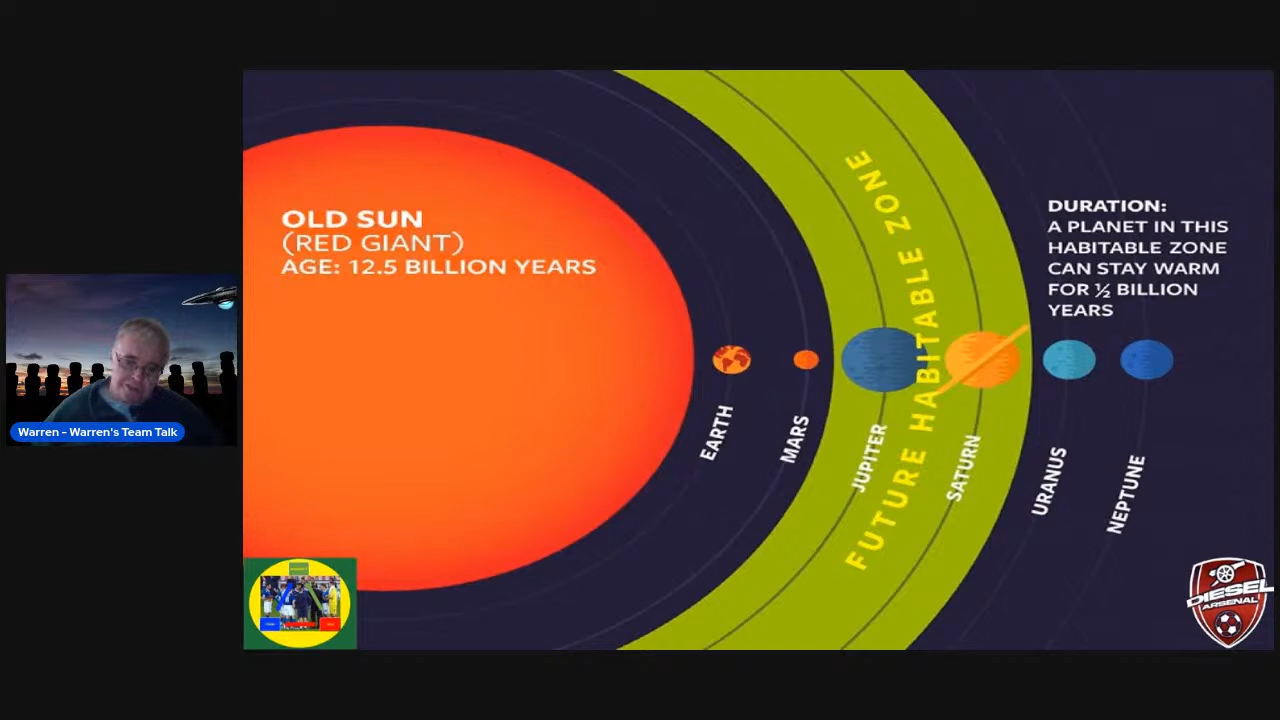 OLD SUN
(RED GIANT)
AGE: 12.5 BILLION YEARS
FUTURE HABITABLE ZONE
DURATION:
A PLANET IN THIS
HABITABLE ZONE
CAN STAY WARM
FOR ½ BILLION
YEARS
EARTH
MARS
JUPITER
SATURN
URANUS
NEPTUNE
Warren – Warren's Team Talk
DIESEL
ARSENAL